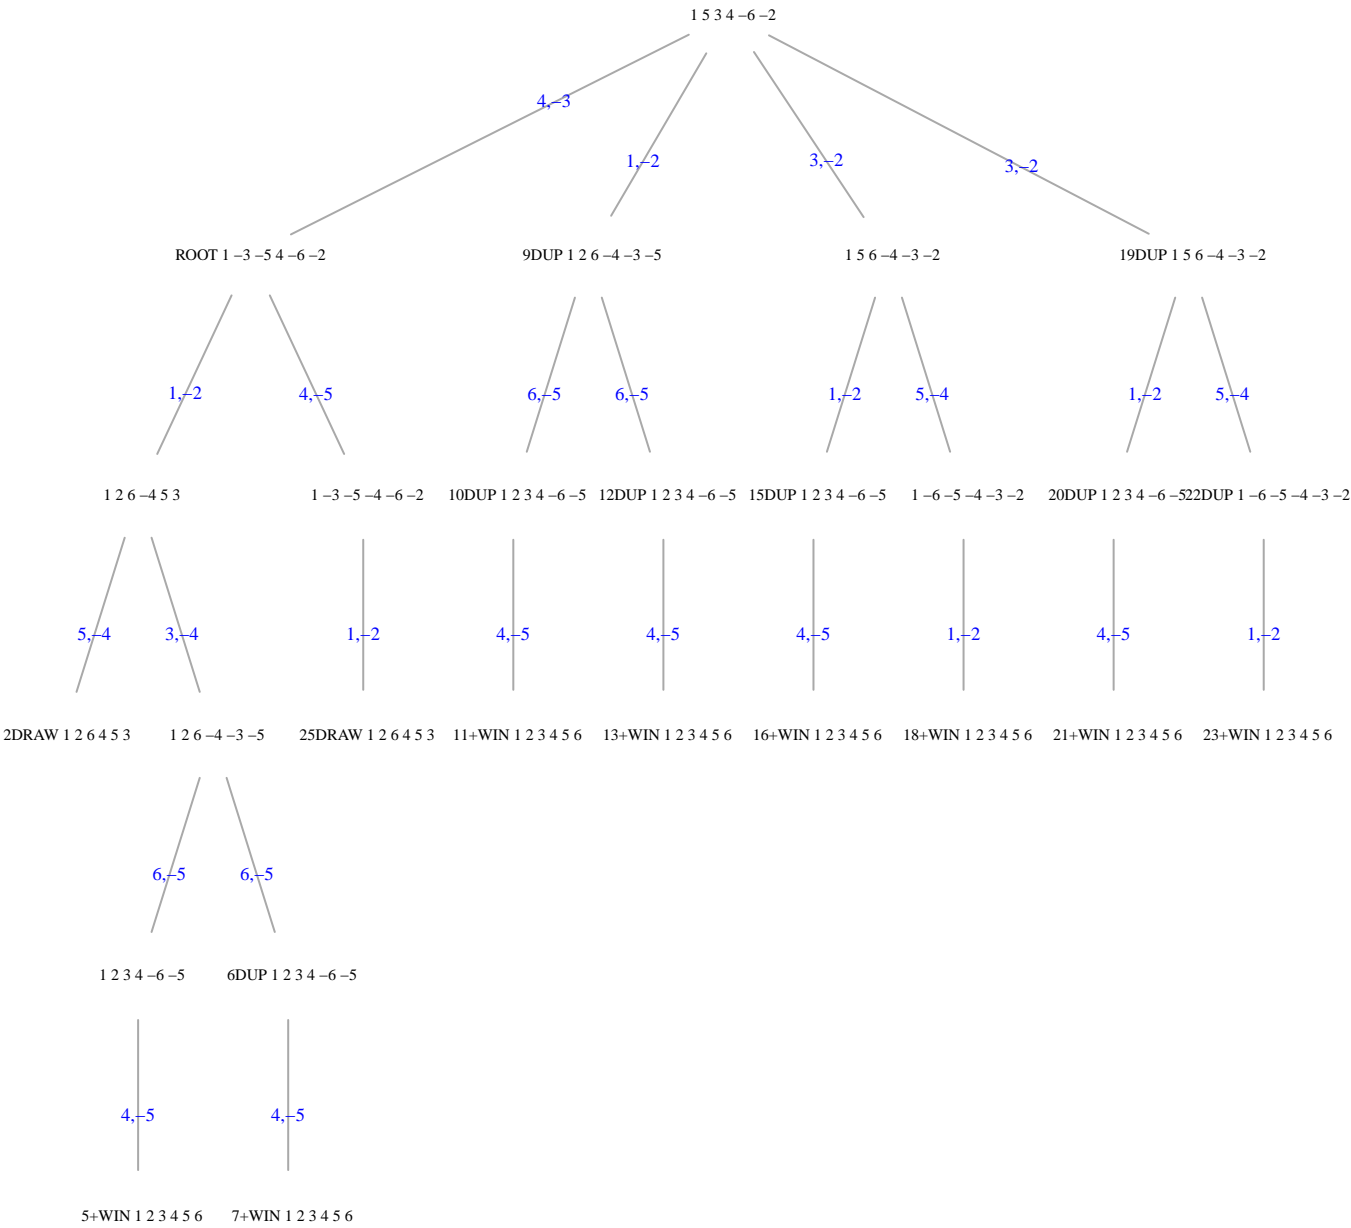 1 5 3 4 −6 −2
4,−3
1,−2
3,−2
3,−2
ROOT 1 −3 −5 4 −6 −2
9DUP 1 2 6 −4 −3 −5
1 5 6 −4 −3 −2
19DUP 1 5 6 −4 −3 −2
1,−2
4,−5
6,−5
6,−5
1,−2
5,−4
1,−2
5,−4
1 2 6 −4 5 3
1 −3 −5 −4 −6 −2
10DUP 1 2 3 4 −6 −5
12DUP 1 2 3 4 −6 −5
15DUP 1 2 3 4 −6 −5
1 −6 −5 −4 −3 −2
20DUP 1 2 3 4 −6 −5
22DUP 1 −6 −5 −4 −3 −2
5,−4
3,−4
1,−2
4,−5
4,−5
4,−5
1,−2
4,−5
1,−2
2DRAW 1 2 6 4 5 3
1 2 6 −4 −3 −5
25DRAW 1 2 6 4 5 3
11+WIN 1 2 3 4 5 6
13+WIN 1 2 3 4 5 6
16+WIN 1 2 3 4 5 6
18+WIN 1 2 3 4 5 6
21+WIN 1 2 3 4 5 6
23+WIN 1 2 3 4 5 6
6,−5
6,−5
1 2 3 4 −6 −5
6DUP 1 2 3 4 −6 −5
4,−5
4,−5
5+WIN 1 2 3 4 5 6
7+WIN 1 2 3 4 5 6